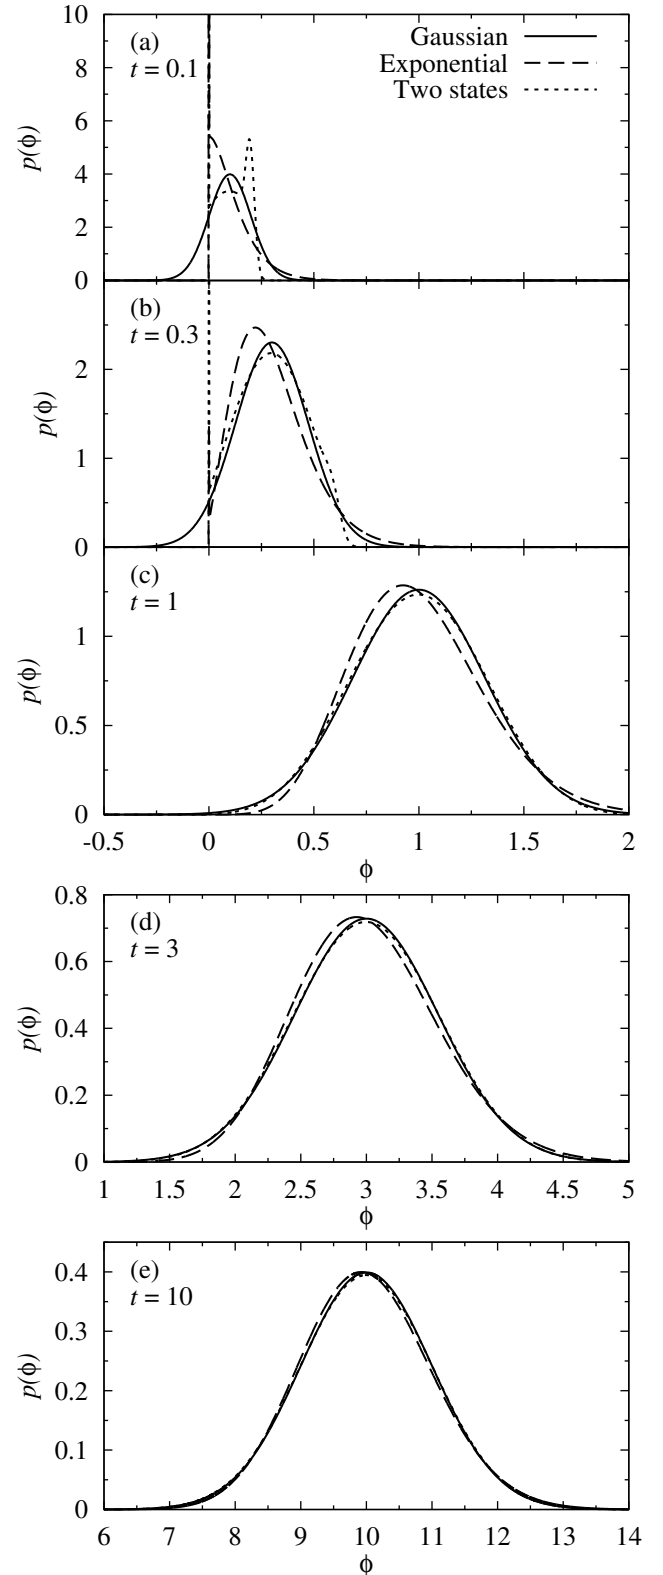 10
8
6
4
2
0
p(ϕ)
(a)
t = 0.1
Gaussian
Exponential
Two states
2
1
0
p(ϕ)
(b)
t = 0.3
1
0.5
0
p(ϕ)
(c)
t = 1
-0.5 0 0.5 1 1.5 2
ϕ
0.8
0.6
0.4
0.2
0
p(ϕ)
(d)
t = 3
1 1.5 2 2.5 3 3.5 4 4.5 5
ϕ
0.4
0.3
0.2
0.1
0
p(ϕ)
(e)
t = 10
6 7 8 9 10 11 12 13 14
ϕ